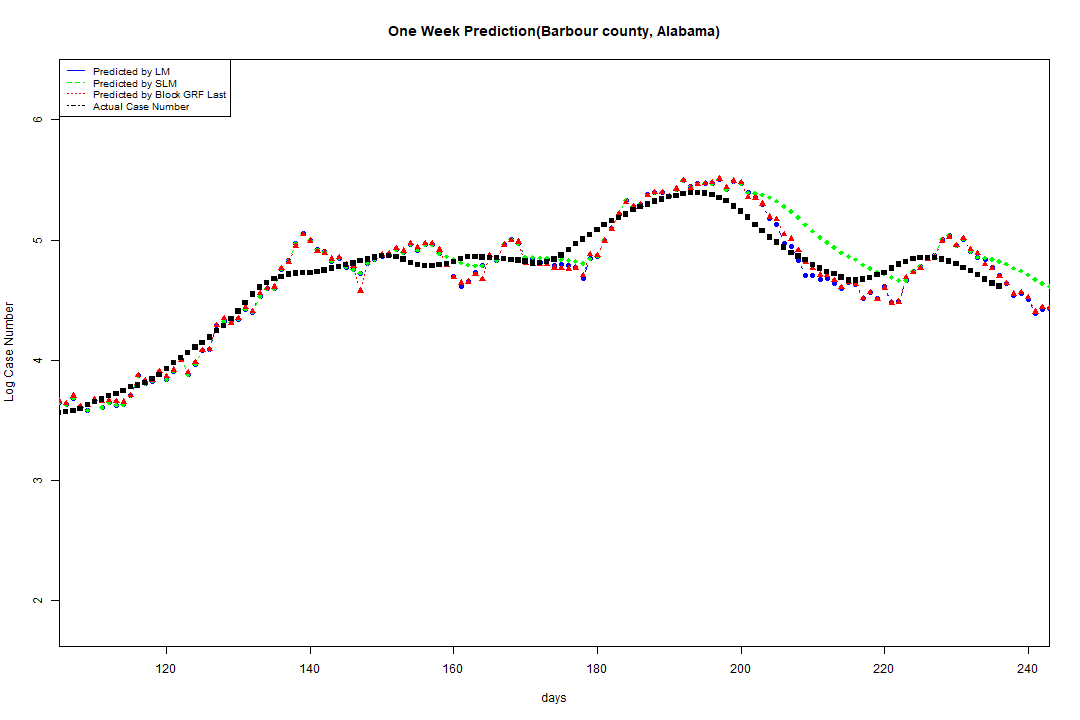 One Week Prediction(Barbour county, Alabama)
Predicted by LM
Predicted by SLM
Predicted by Block GRF Last
Actual Case Number
Log Case Number
6
5
4
3
2
120 140 160 180 200 220 240
days